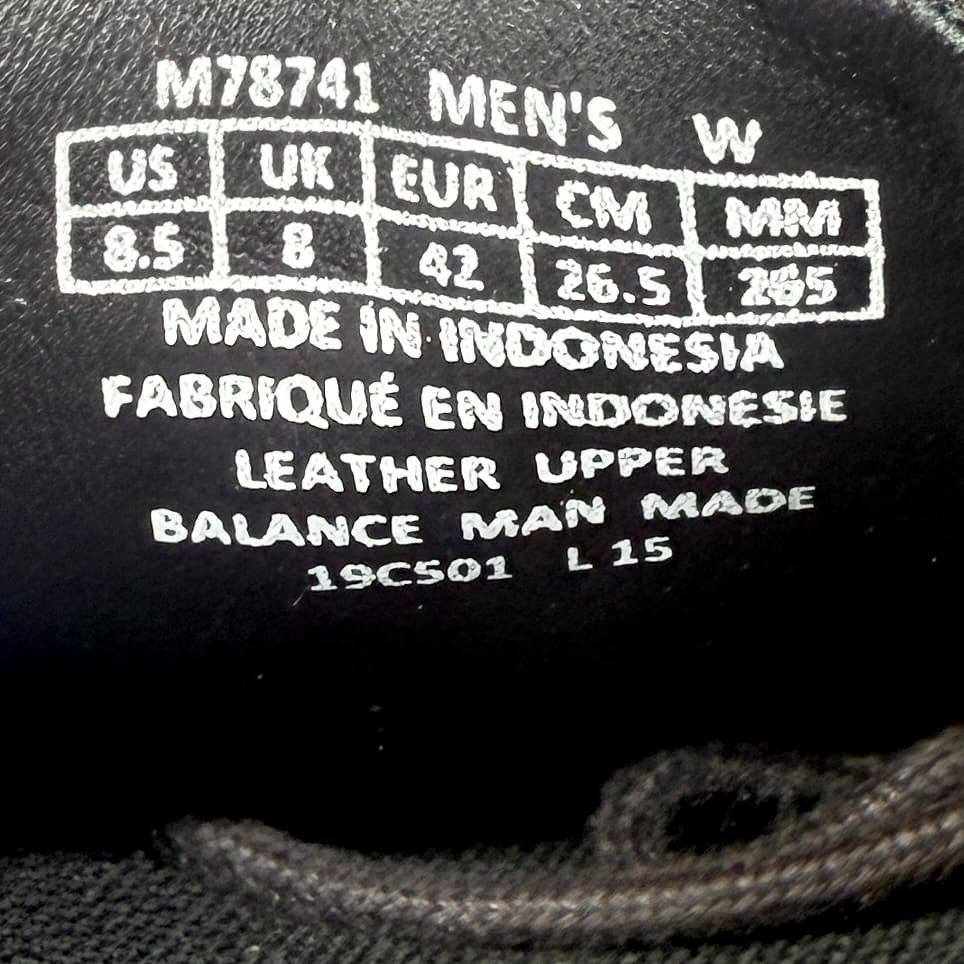 M78741 MEN'S W
US UK EUR CM MM
8.5 8 42 26.5 265
MADE IN INDONESIA
FABRIQUÉ EN INDONESIE
LEATHER UPPER
BALANCE MAN MADE
19C501 L 15